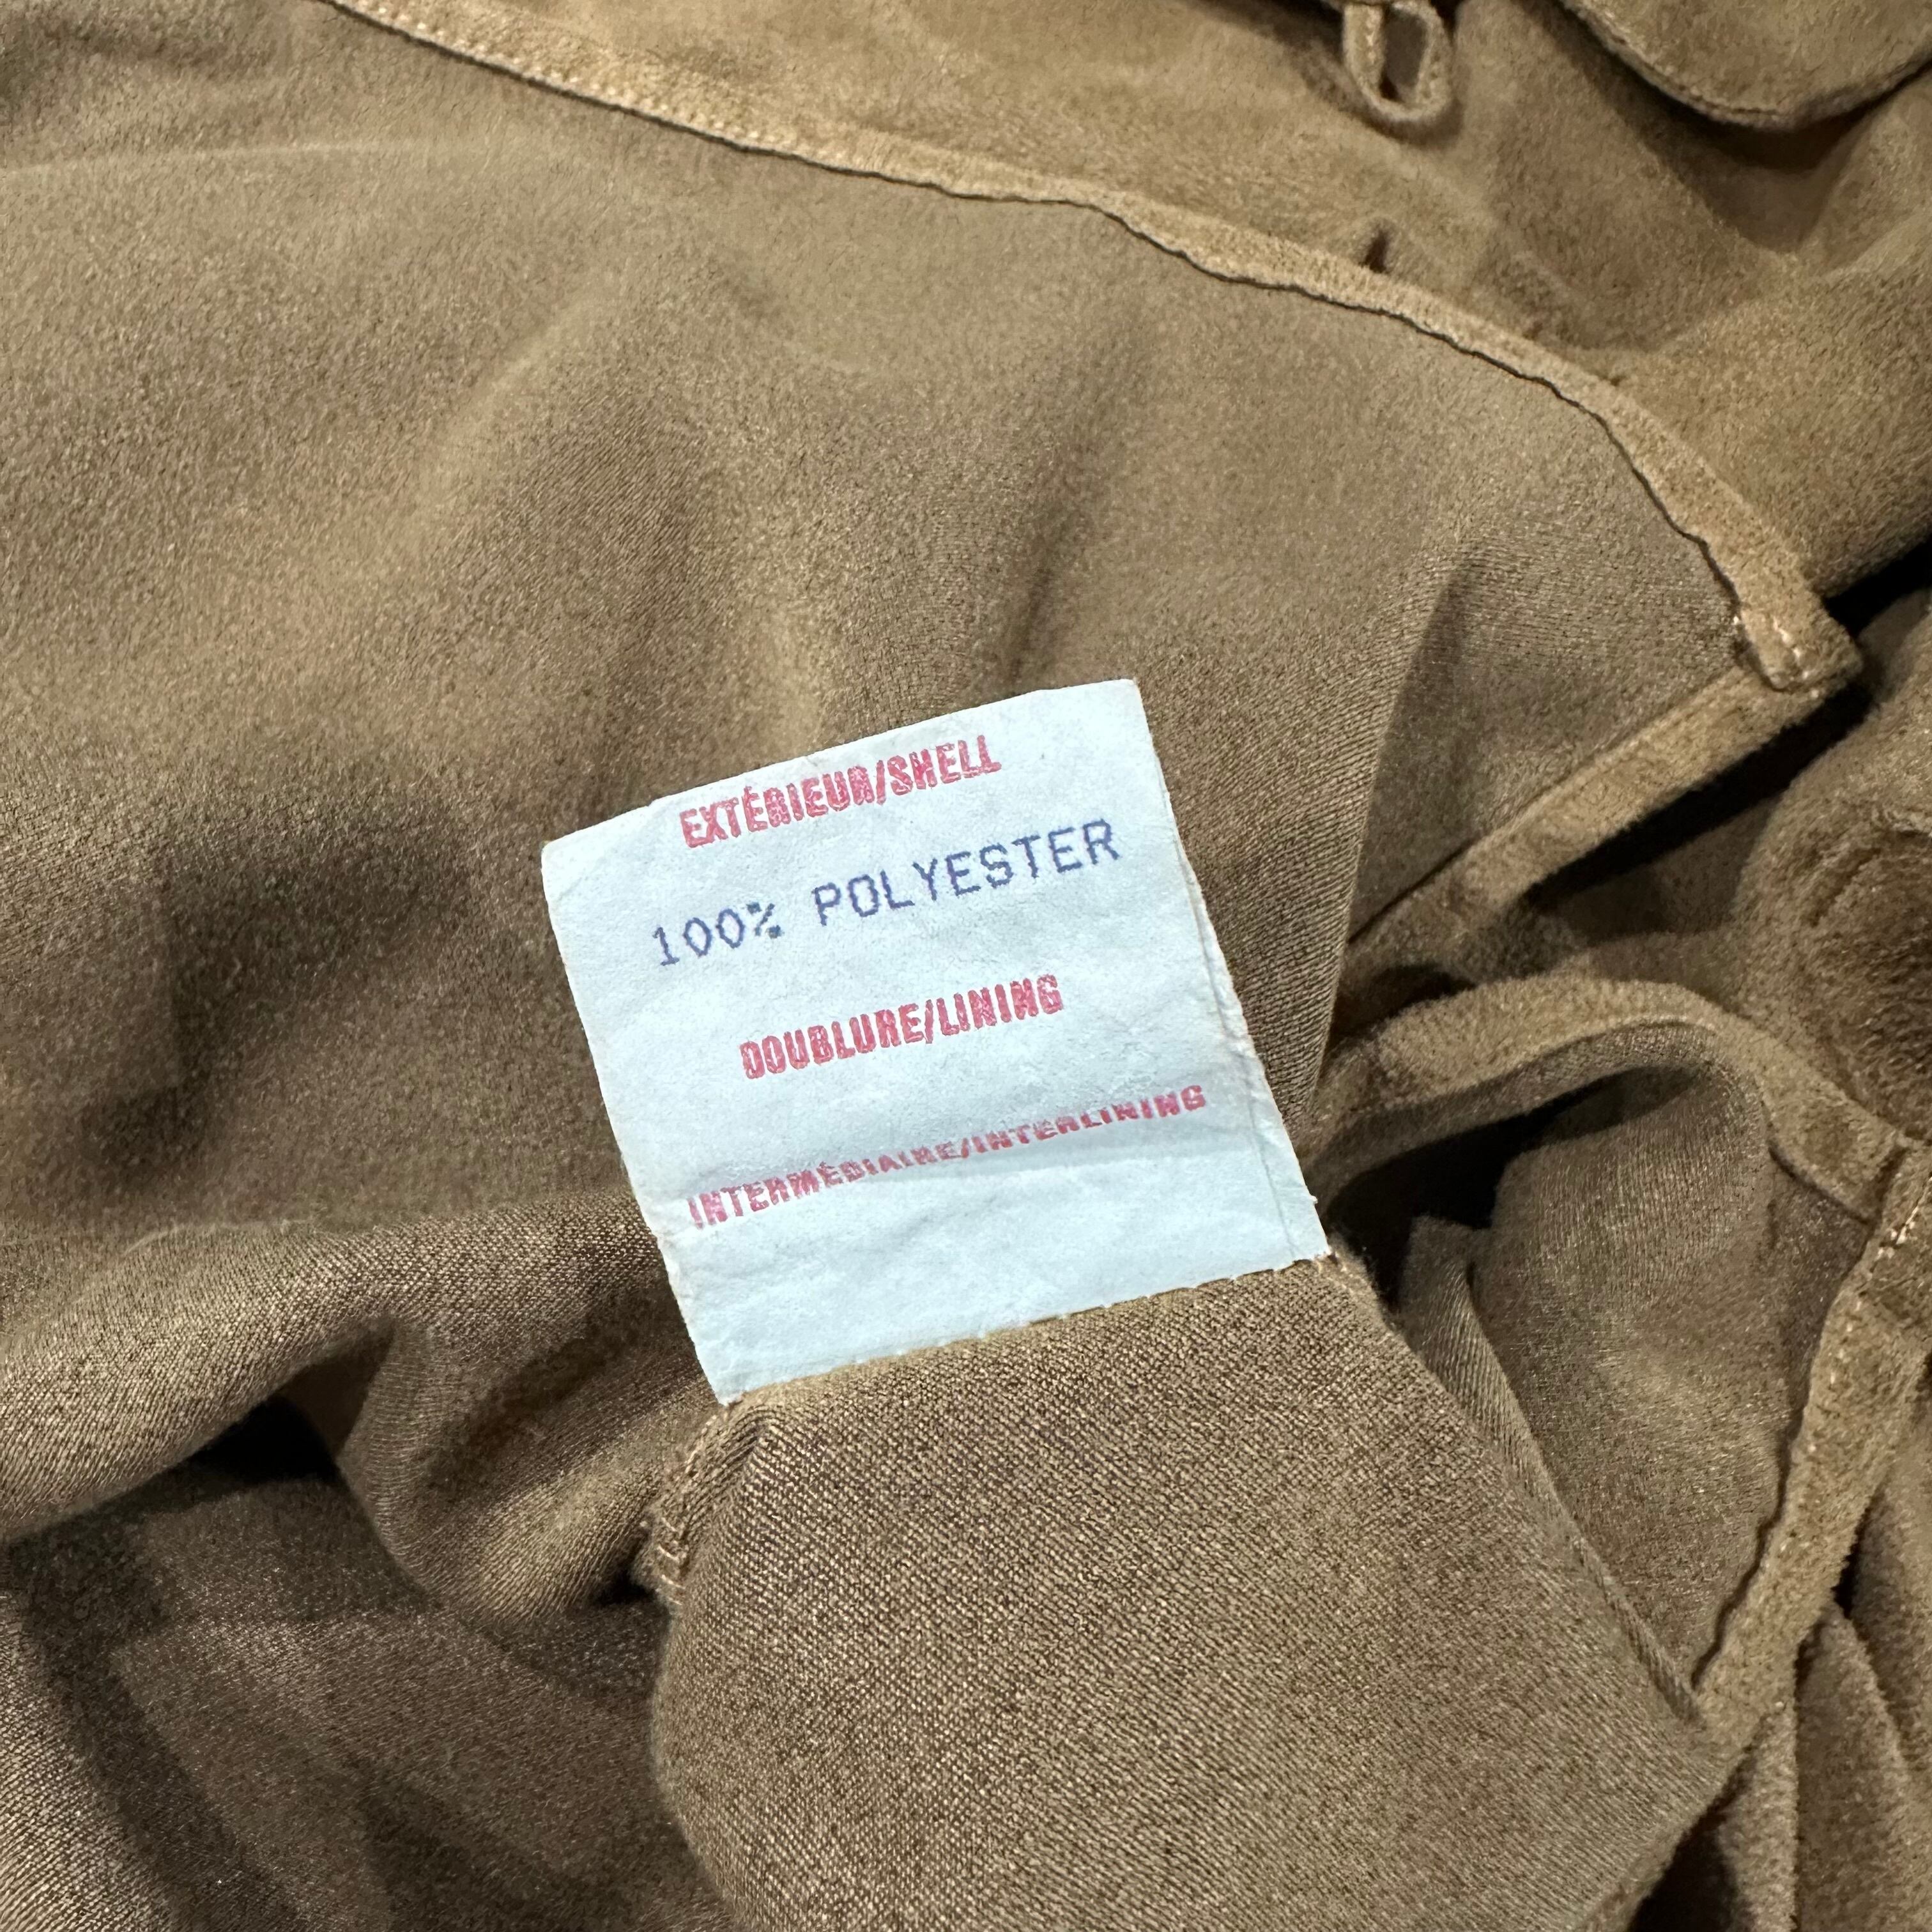 EXTÉRIEUR/SHELL
100% POLYESTER
DOUBLURE/LINING
INTERMÉDIAIRE/INTERLINING